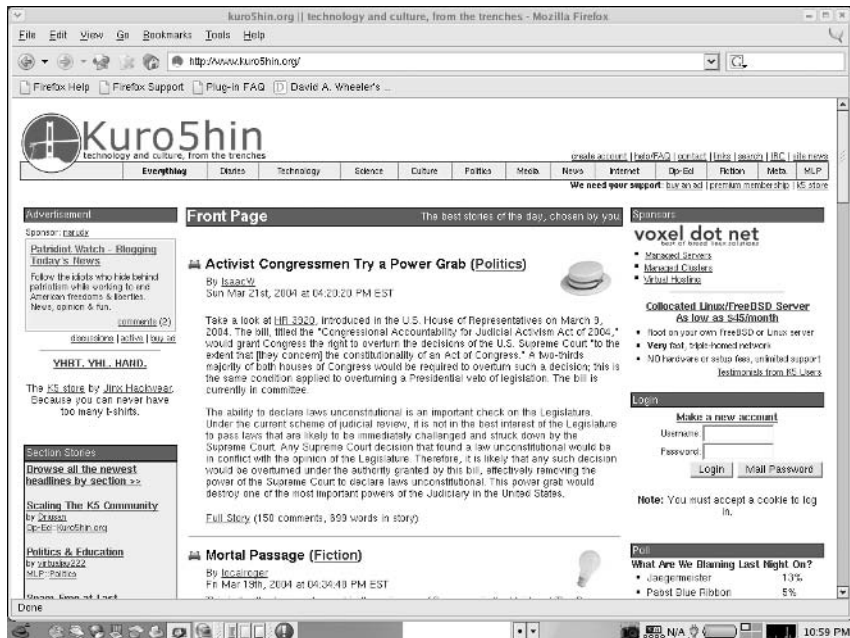 kuro5hin.org || technology and culture, from the trenches - Mozilla Firefox
File Edit View Go Bookmarks Tools Help
http://www.kuro5hin.org/
Firefox Help Firefox Support Plug-in FAQ David A. Wheeler's ...
Kuro5hin
technology and culture, from the trenches
create account | help/FAQ | contact | links | search | IRC | site news
Everything Diaries Technology Science Culture Politics Media News Internet Op-Ed Fiction Meta MLP
We need your support: buy an ad | premium membership | k5 store
Advertisement
Sponsor: rarudx
Patridiot Watch - Blogging Today's News
Follow the idiots who hide behind
patriotism while working to end
American freedoms & liberties.
News, opinion & fun.
comments (2)
discussions | active | buy ad
YHBT. YHL. HAND.
The K5 store by Jinx Hackwear.
Because you can never have
too many t-shirts.
Section Stories
Browse all the newest
headlines by section >>
Scaling The K5 Community
by Driusan
Op-Ed::Kuro5hin.org
Politics & Education
by virtualjay222
MLP::Politics
Spam Free at Last
Front Page
The best stories of the day, chosen by you
Activist Congressmen Try a Power Grab (Politics)
By IsaacW
Sun Mar 21st, 2004 at 04:20:20 PM EST
Take a look at HR 3920, introduced in the U.S. House of Representatives on March 9,
2004. The bill, titled the "Congressional Accountability for Judicial Activism Act of 2004,"
would grant Congress the right to overturn the decisions of the U.S. Supreme Court "to the
extent that [they concern] the constitutionality of an Act of Congress." A two-thirds
majority of both houses of Congress would be required to overturn such a decision; this is
the same condition applied to overturning a Presidential veto of legislation. The bill is
currently in committee.
The ability to declare laws unconstitutional is an important check on the Legislature.
Under the current scheme of judicial review, it is not in the best interest of the Legislature
to pass laws that are likely to be immediately challenged and struck down by the
Supreme Court. Any Supreme Court decision that found a law unconstitutional would be
in conflict with the opinion of the Legislature. Therefore, it is likely that any such decision
would be overturned under the authority granted by this bill, effectively removing the
power of the Supreme Court to declare laws unconstitutional. This power grab would
destroy one of the most important powers of the Judiciary in the United States.
Full Story (150 comments, 699 words in story)
Mortal Passage (Fiction)
By localroger
Fri Mar 19th, 2004 at 04:34:48 PM EST
Sponsors
voxel dot net
best of breed linux solutions
Managed Servers
Managed Clusters
Virtual Hosting
Collocated Linux/FreeBSD Server
As low as $45/month
Root on your own FreeBSD or Linux server
Very fast, triple-homed network
NO hardware or setup fees, unlimited support
Testimonials from K5 Users
Login
Make a new account
Username:
Password:
Login Mail Password
Note: You must accept a cookie to log
in.
Poll
What Are We Blaming Last Night On?
Jaegermeister 13%
Pabst Blue Ribbon 5%
Done
N/A
10:59 PM